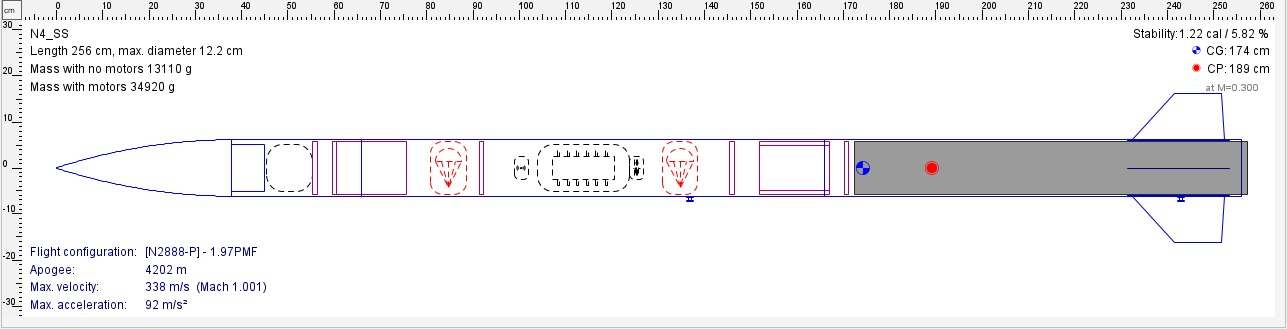 cm
0 10 20 30 40 50 60 70 80 90 100 110 120 130 140 150 160 170 180 190 200 210 220 230 240 250 260
30
20
10
0
-10
-20
-30
N4_SS
Length 256 cm, max. diameter 12.2 cm
Mass with no motors 13110 g
Mass with motors 34920 g
Stability:1.22 cal / 5.82 %
CG:174 cm
CP:189 cm
at M=0.300
Flight configuration: [N2888-P] - 1.97PMF
Apogee: 4202 m
Max. velocity: 338 m/s (Mach 1.001)
Max. acceleration: 92 m/s²